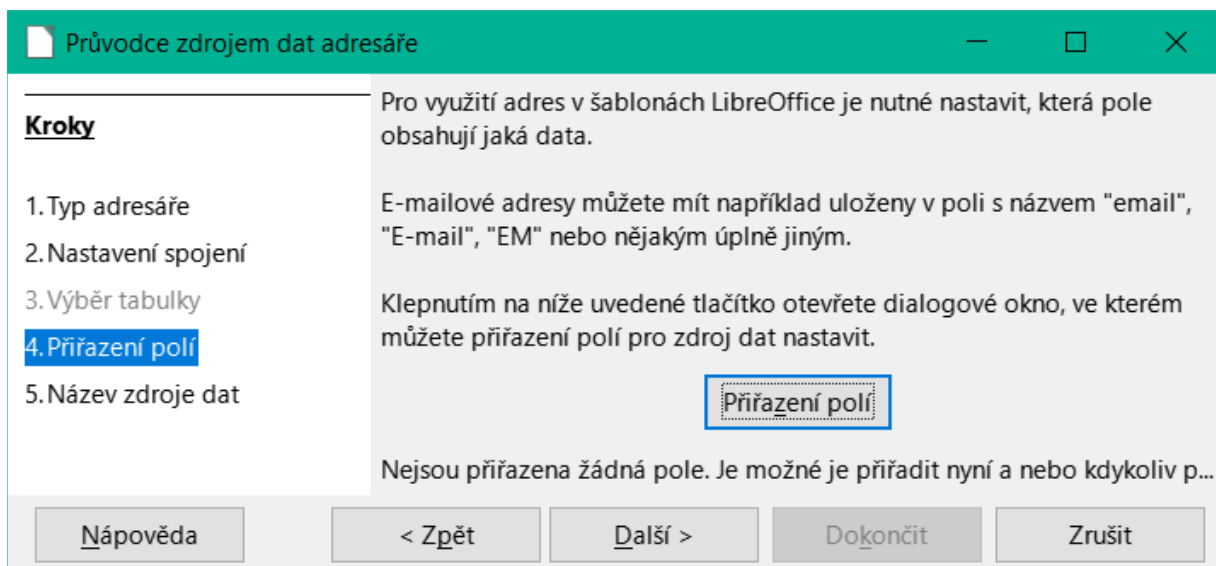 Průvodce zdrojem dat adresáře
Kroky
1. Typ adresáře
2. Nastavení spojení
3. Výběr tabulky
4. Přiřazení polí
5. Název zdroje dat
Pro využití adres v šablonách LibreOffice je nutné nastavit, která pole
obsahují jaká data.
E-mailové adresy můžete mít například uloženy v poli s názvem "email",
"E-mail", "EM" nebo nějakým úplně jiným.
Klepnutím na níže uvedené tlačítko otevřete dialogové okno, ve kterém
můžete přiřazení polí pro zdroj dat nastavit.
Přiřazení polí
Nejsou přiřazena žádná pole. Je možné je přiřadit nyní a nebo kdykoliv p...
Nápověda
< Zpět
Další >
Dokončit
Zrušit